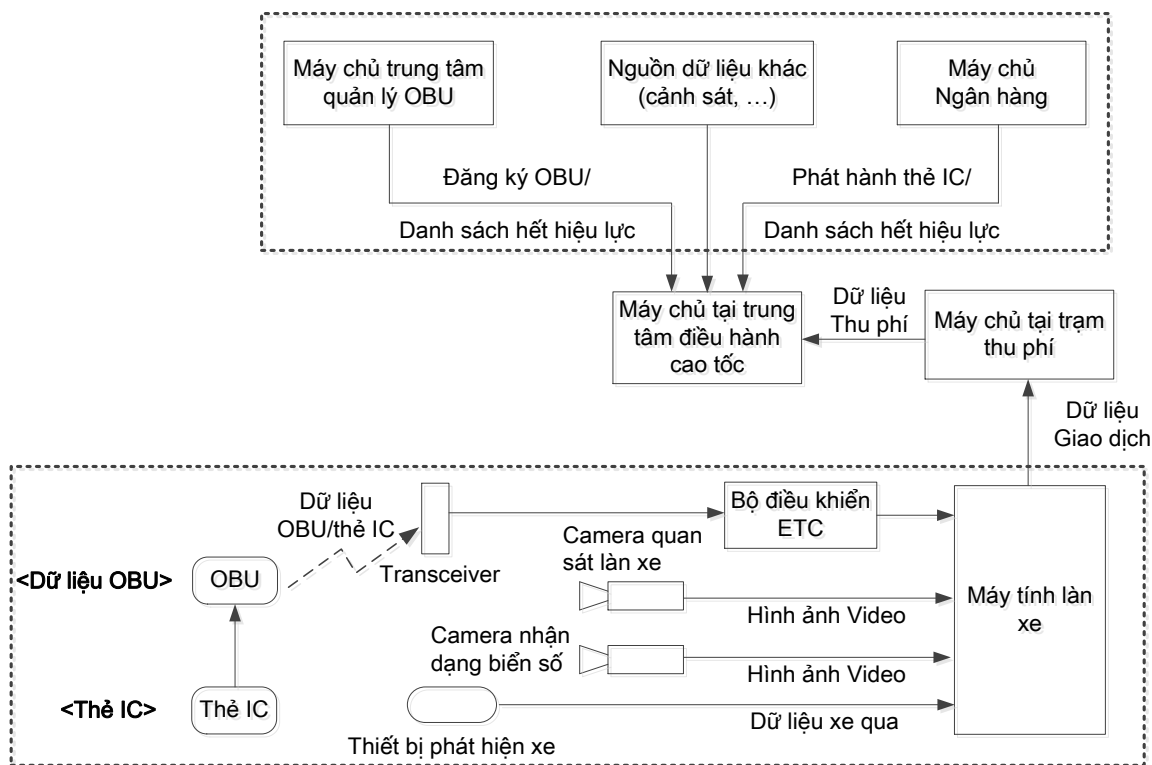 Máy chủ trung tâm
quản lý OBU
Nguồn dữ liệu khác
(cảnh sát, …)
Máy chủ
Ngân hàng
Đăng ký OBU/
Danh sách hết hiệu lực
Phát hành thẻ IC/
Danh sách hết hiệu lực
Máy chủ tại trung
tâm điều hành
cao tốc
Dữ liệu
Thu phí
Máy chủ tại trạm
thu phí
Dữ liệu
Giao dịch
Dữ liệu
OBU/thẻ IC
Transceiver
Bộ điều khiển
ETC
<Dữ liệu OBU>
OBU
Camera quan
sát làn xe
Hình ảnh Video
Máy tính làn
xe
Camera nhận
dạng biển số
Hình ảnh Video
<Thẻ IC>
Thẻ IC
Thiết bị phát hiện xe
Dữ liệu xe qua